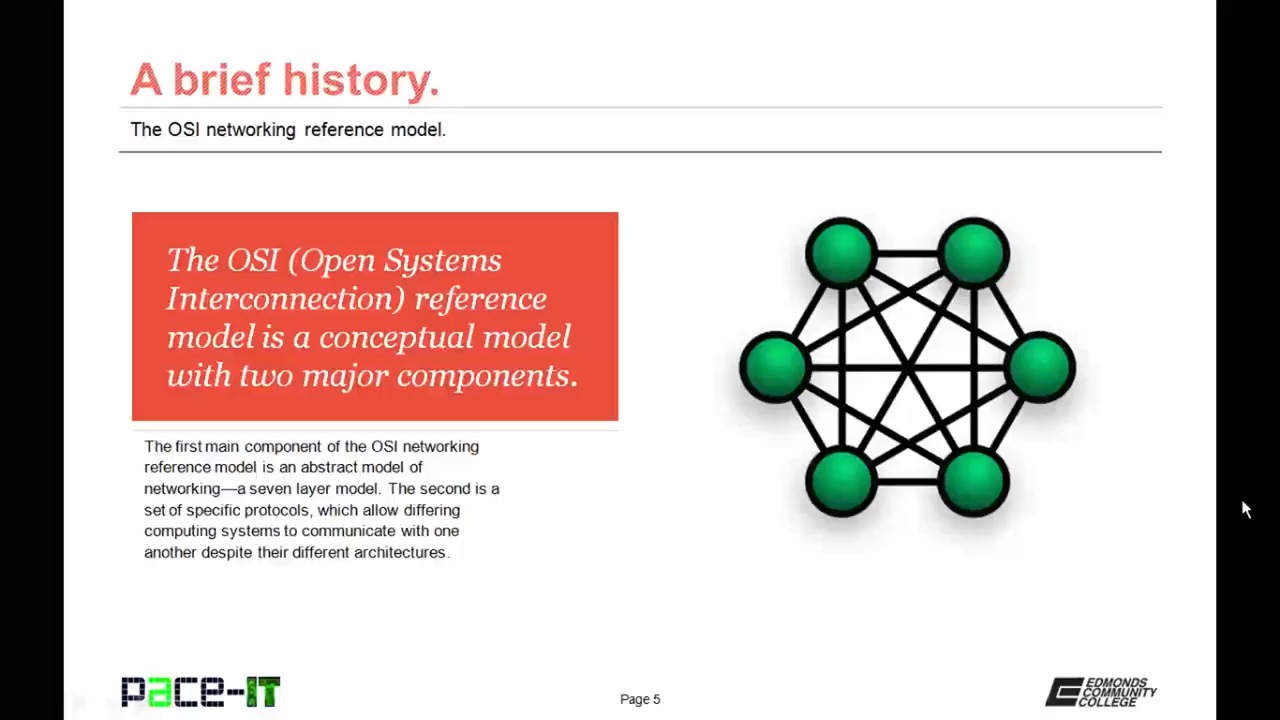 A brief history.
The OSI networking reference model.
The OSI (Open Systems
Interconnection) reference
model is a conceptual model
with two major components.
The first main component of the OSI networking
reference model is an abstract model of
networking—a seven layer model. The second is a
set of specific protocols, which allow differing
computing systems to communicate with one
another despite their different architectures.
pace-IT
Page 5
EDMONDS
COMMUNITY
COLLEGE